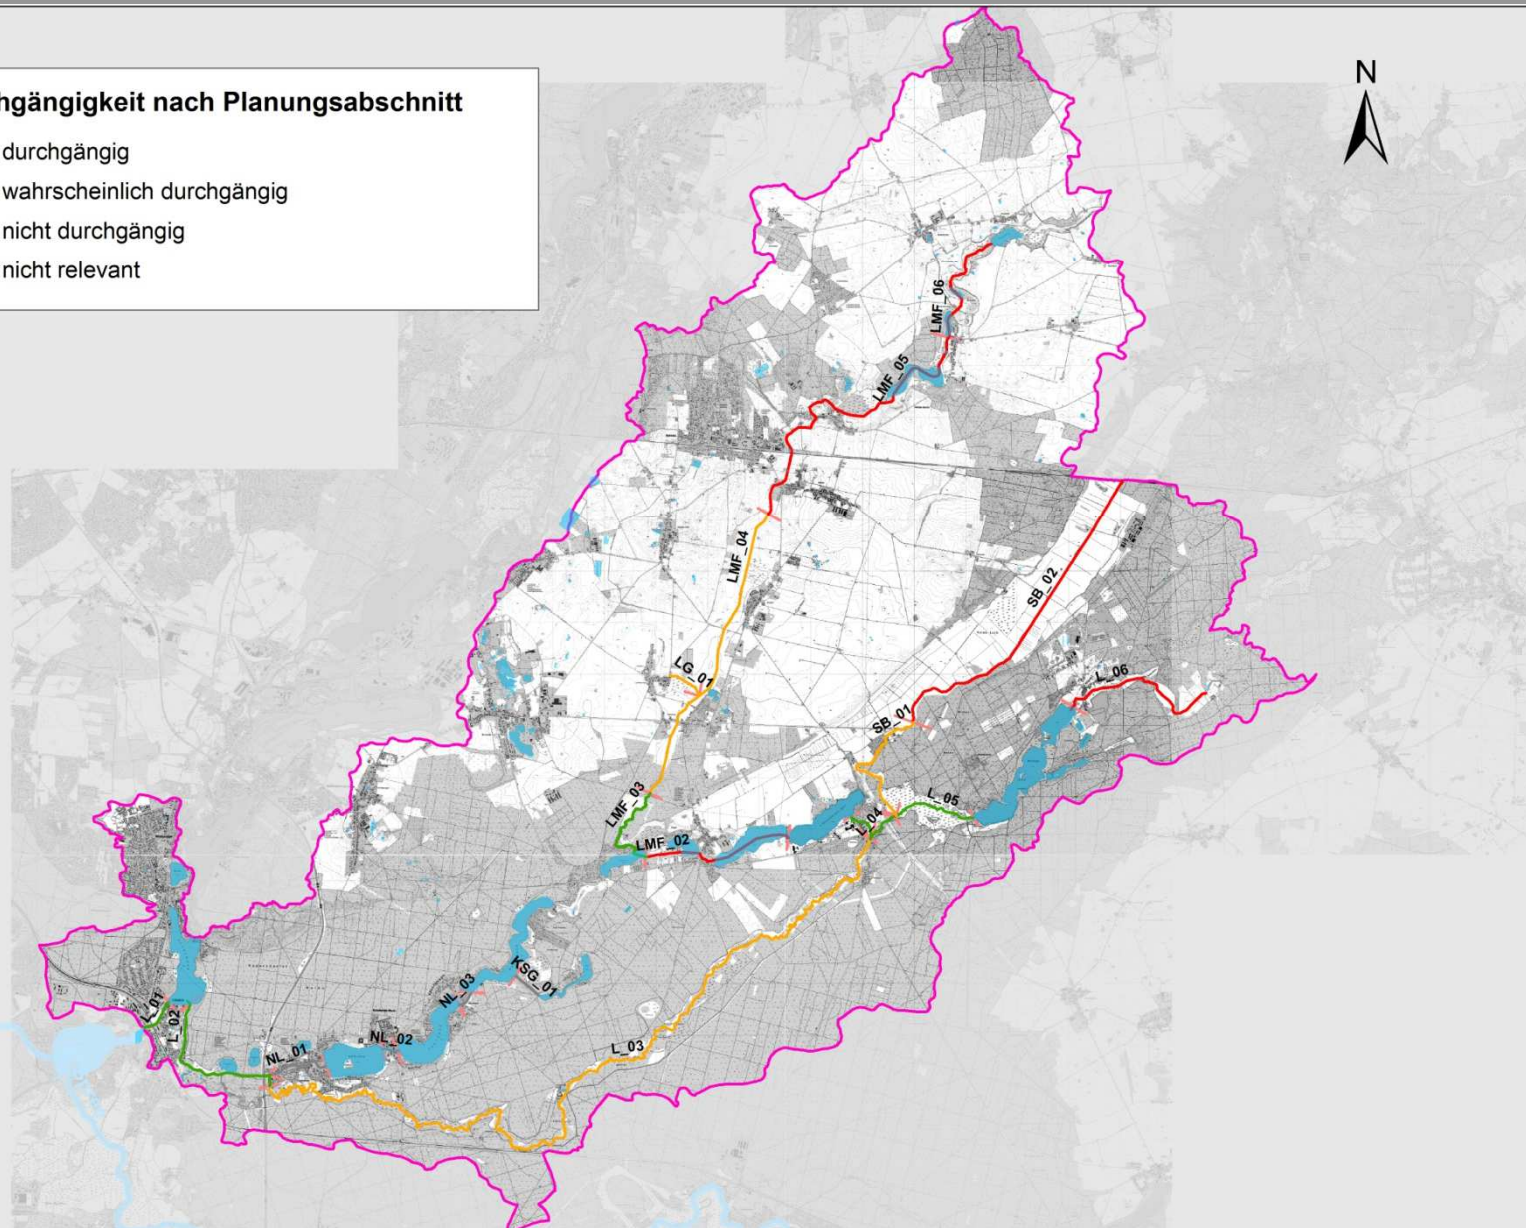 hgängigkeit nach Planungsabschnitt
durchgängig
wahrscheinlich durchgängig
nicht durchgängig
nicht relevant
N
LMF_06
LMF_05
LMF_04
SB_02
LG_01
L_06
SB_01
LMF_03
L_05
L_04
LMF_02
KSG_01
NL_03
L_01
L_02
NL_02
NL_01
L_03